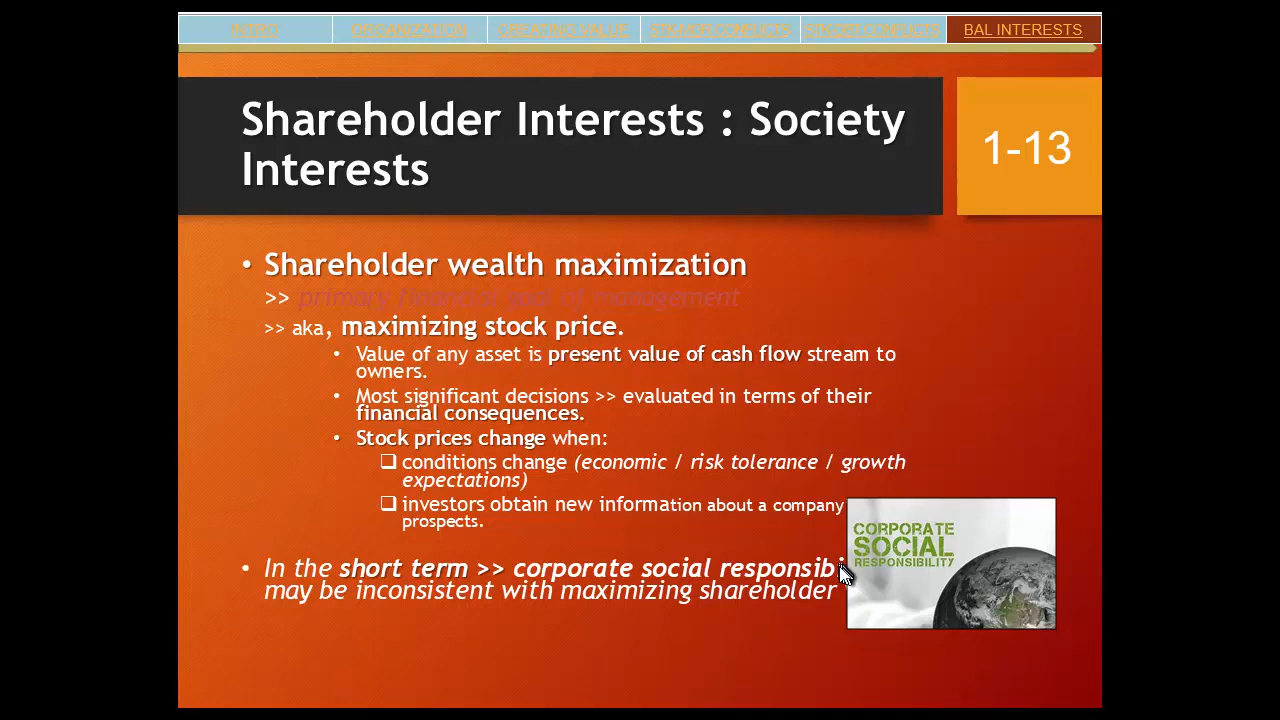 INTRO ORGANIZATION CREATING VALUE BAL INTERESTS
Shareholder Interests : Society
Interests
1-13
• Shareholder wealth maximization
>> primary financial goal of management
>> aka, maximizing stock price.
• Value of any asset is present value of cash flow stream to
owners.
• Most significant decisions >> evaluated in terms of their
financial consequences.
• Stock prices change when:
❑ conditions change (economic / risk tolerance / growth
expectations)
❑ investors obtain new information about a company
prospects.
• In the short term >> corporate social
may be inconsistent with maximizing shareholder
CORPORATE
SOCIAL
RESPONSIBILITY